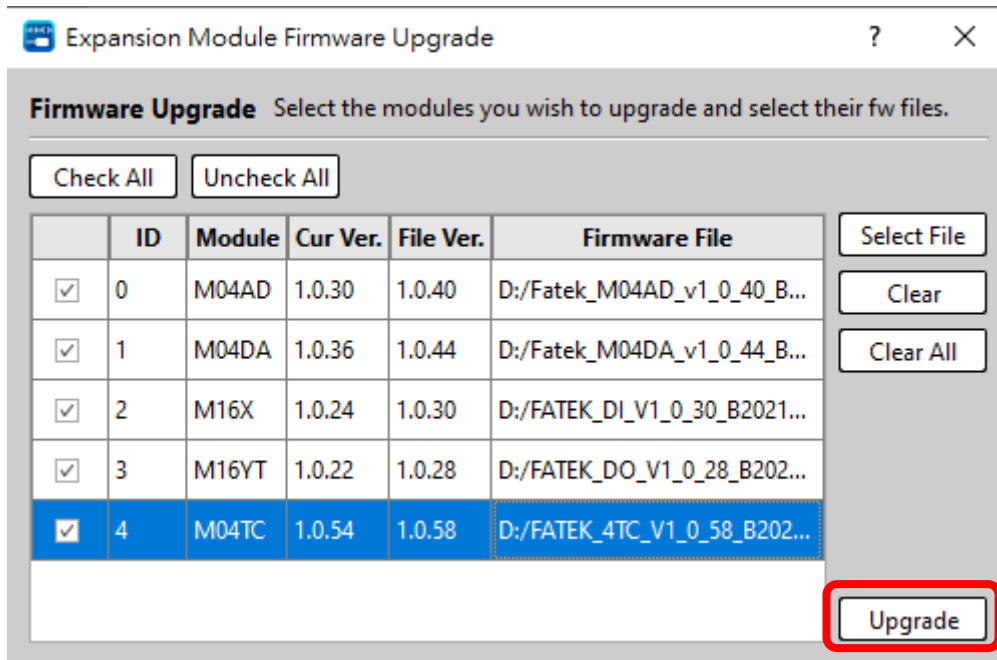 Expansion Module Firmware Upgrade ? ×
Firmware Upgrade Select the modules you wish to upgrade and select their fw files.
Check All Uncheck All
ID Module Cur Ver. File Ver. Firmware File Select File
0 M04AD 1.0.30 1.0.40 D:/Fatek_M04AD_v1_0_40_B... Clear
1 M04DA 1.0.36 1.0.44 D:/Fatek_M04DA_v1_0_44_B... Clear All
2 M16X 1.0.24 1.0.30 D:/FATEK_DI_V1_0_30_B2021...
3 M16YT 1.0.22 1.0.28 D:/FATEK_DO_V1_0_28_B202...
4 M04TC 1.0.54 1.0.58 D:/FATEK_4TC_V1_0_58_B202...
Upgrade